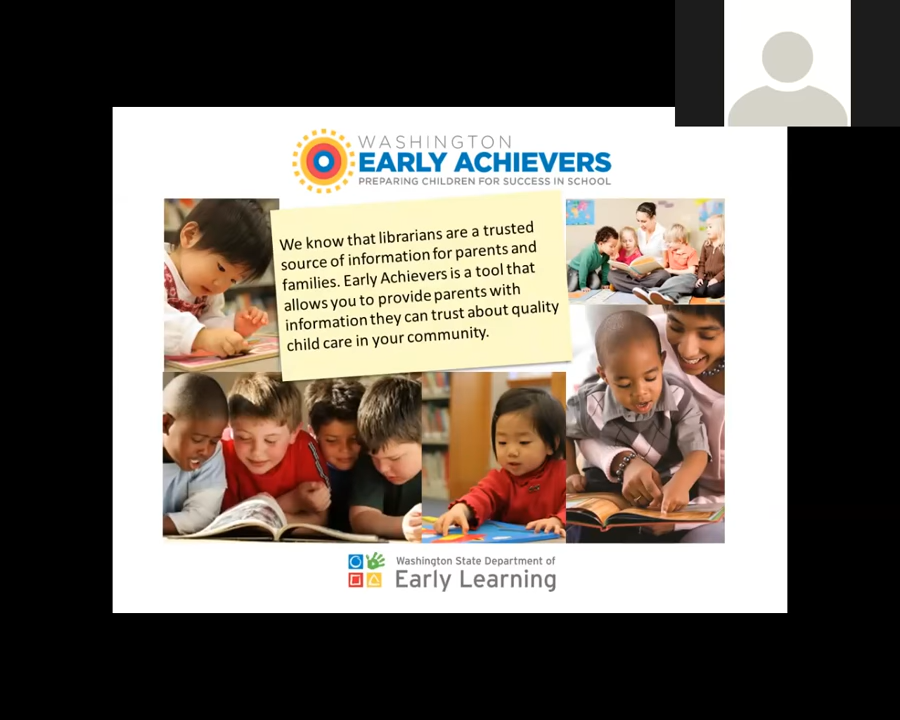 WASHINGTON
EARLY ACHIEVERS
PREPARING CHILDREN FOR SUCCESS IN SCHOOL
We know that librarians are a trusted
source of information for parents and
families. Early Achievers is a tool that
allows you to provide parents with
information they can trust about quality
child care in your community.
Washington State Department of
Early Learning